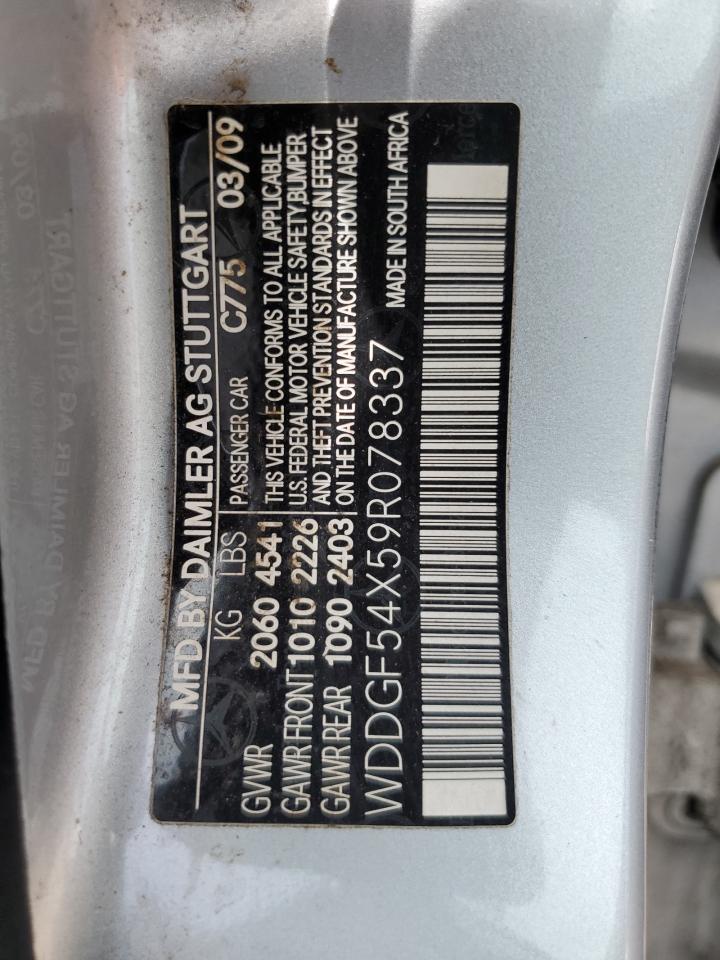 MFD BY DAIMLER AG STUTTGART
KG LBS PASSENGER CAR C775 03/09
GVWR 2060 4541
GAWR FRONT 1010 2226
GAWR REAR 1090 2403
THIS VEHICLE CONFORMS TO ALL APPLICABLE
U.S. FEDERAL MOTOR VEHICLE SAFETY, BUMPER
AND THEFT PREVENTION STANDARDS IN EFFECT
ON THE DATE OF MANUFACTURE SHOWN ABOVE
WDDGF54X59R078337 MADE IN SOUTH AFRICA